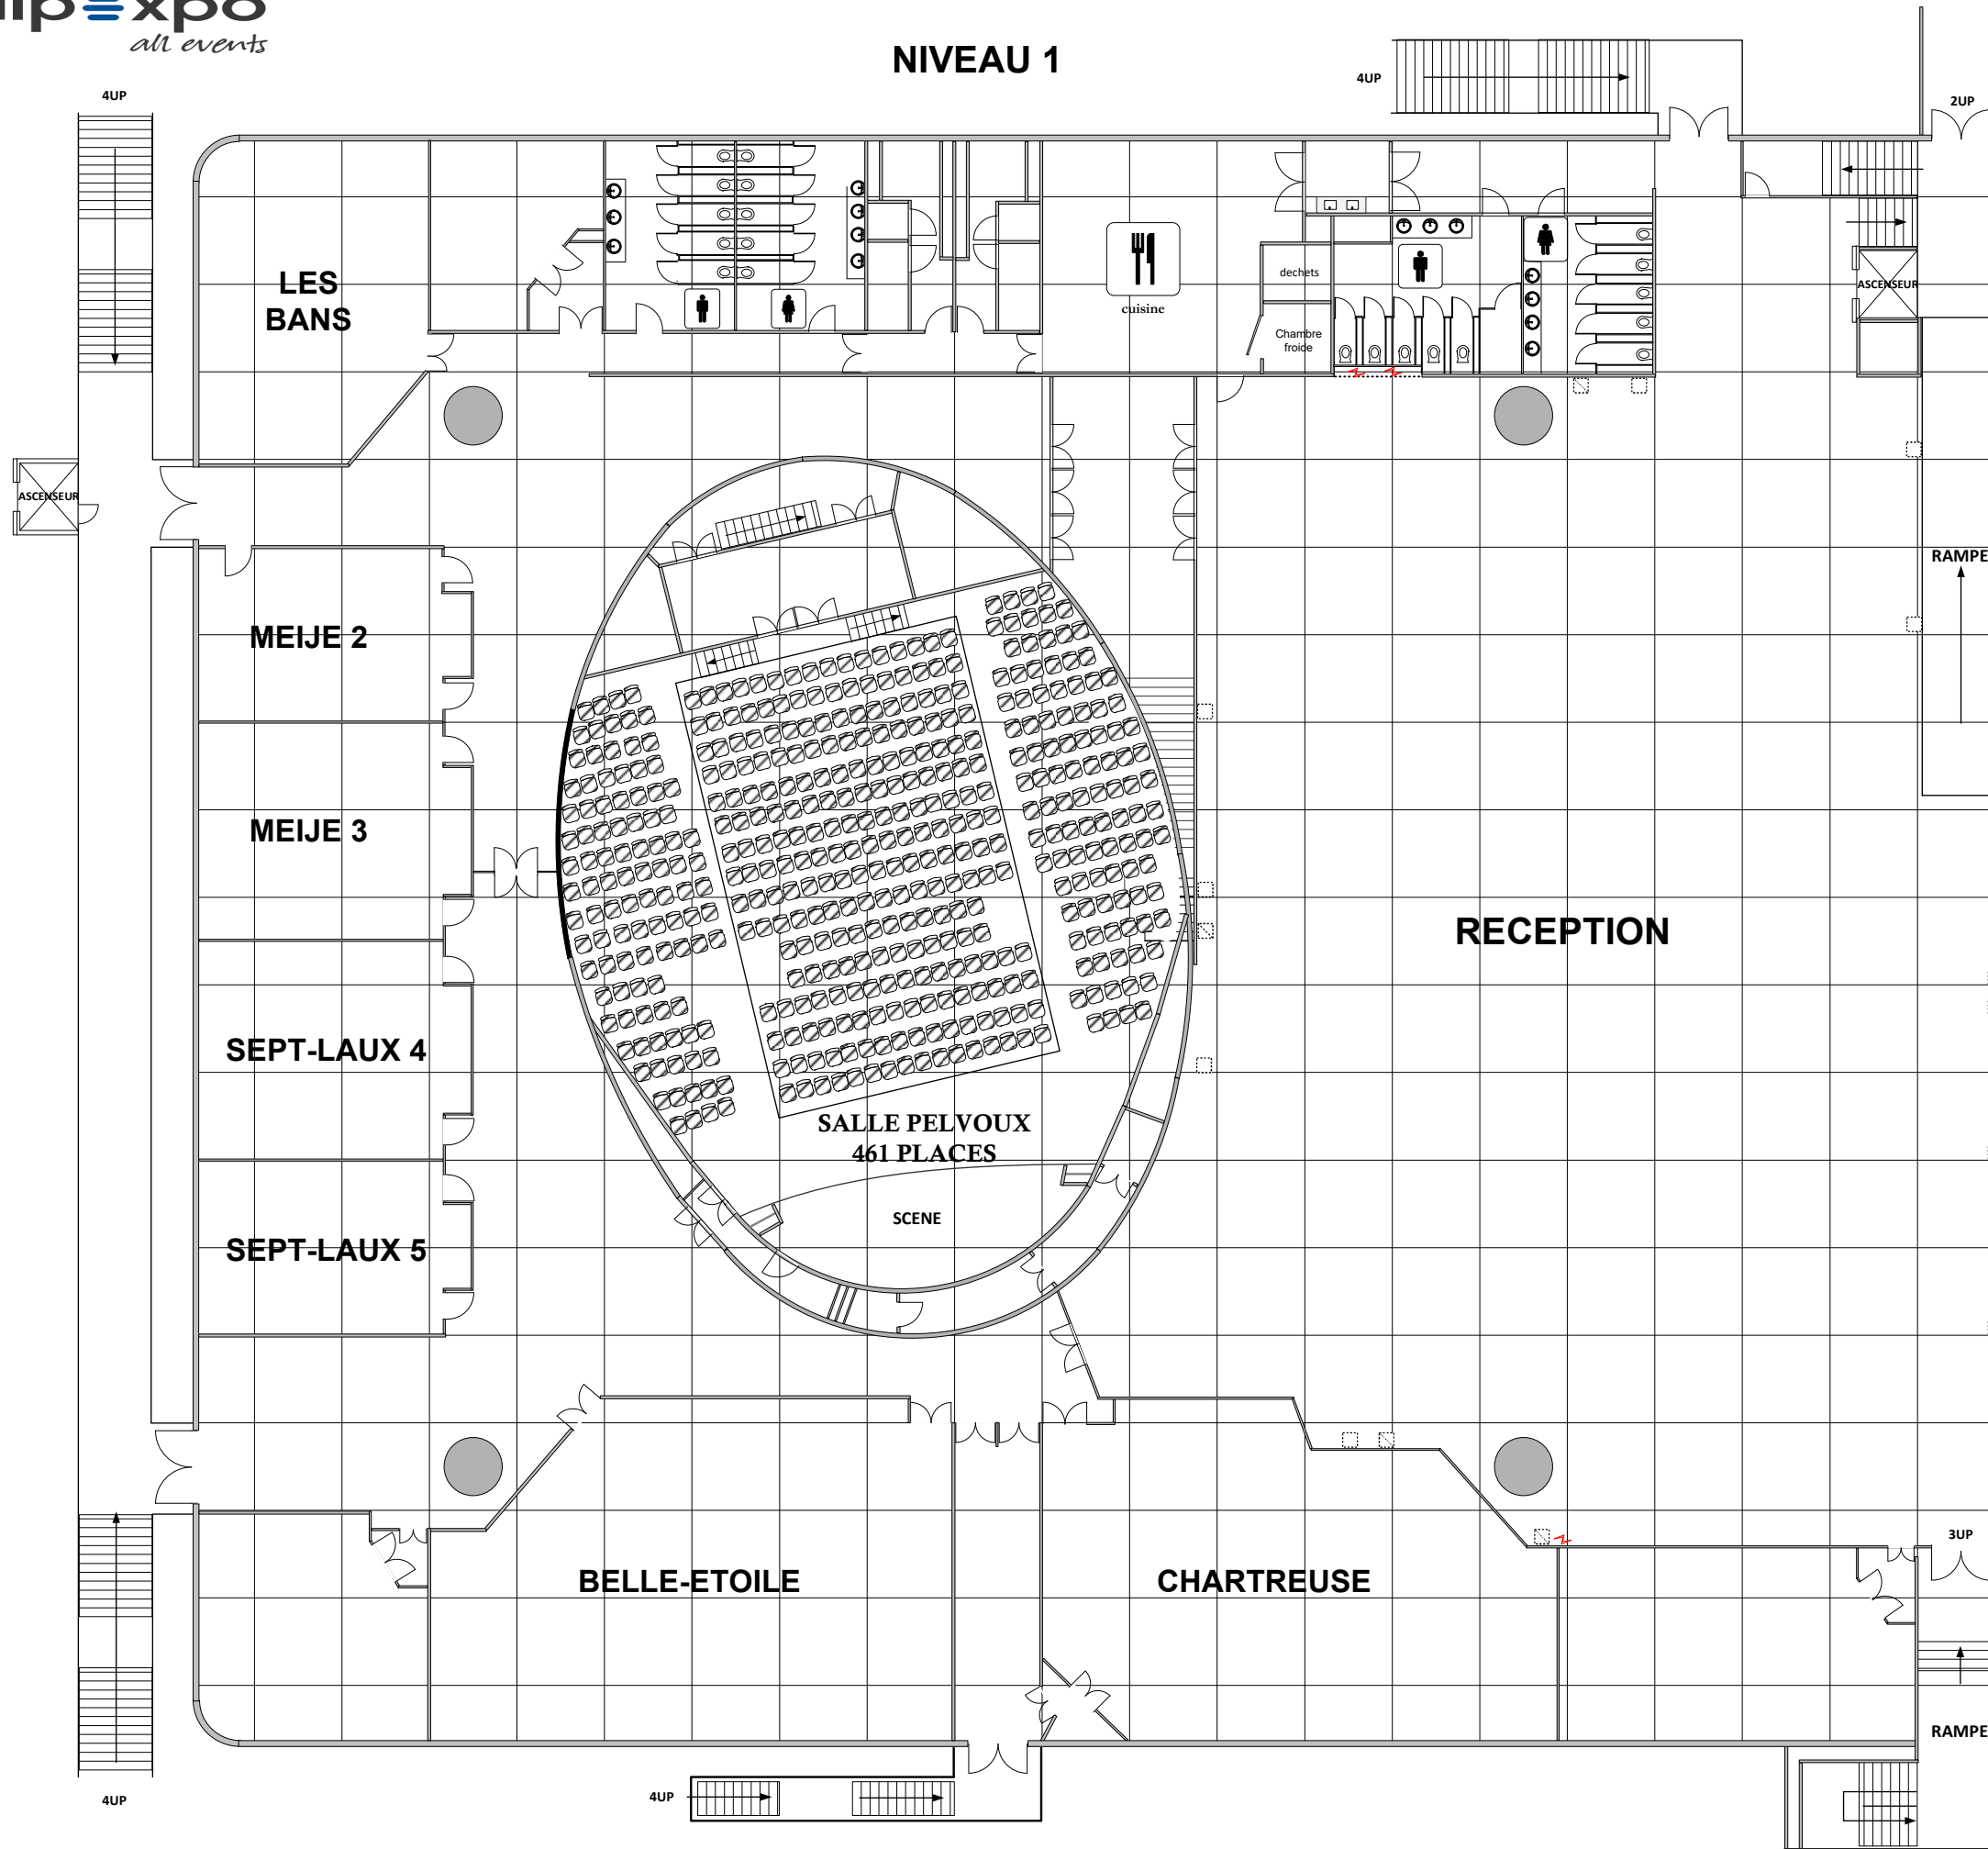 all events
NIVEAU 1
4UP
4UP
2UP
LES
BANS
cuisine
dechets
Chambre
froide
ASCENSEUR
ASCENSEUR
RAMPE
MEIJE 2
MEIJE 3
RECEPTION
SEPT-LAUX 4
SALLE PELVOUX
461 PLACES
SCENE
SEPT-LAUX 5
3UP
BELLE-ETOILE
CHARTREUSE
RAMPE
4UP
4UP